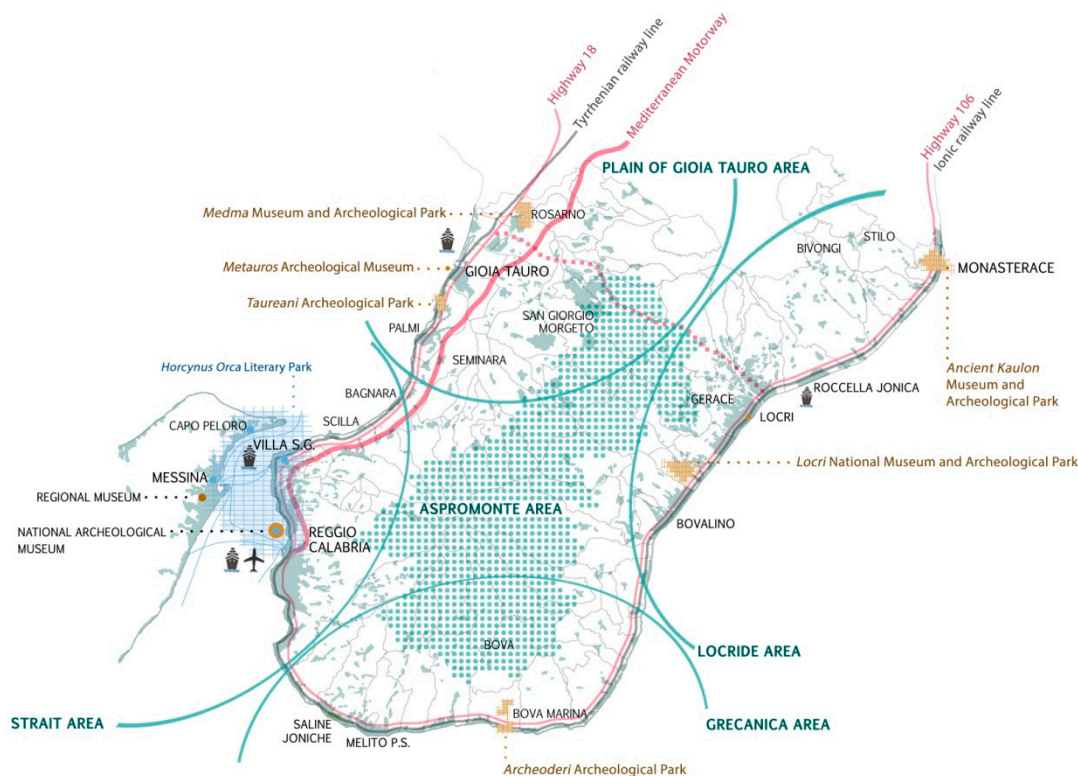 Highway 18
Tyrrhenian railway line
Mediterranean Motorway
Highway 106
Ionic railway line
PLAIN OF GIOIA TAURO AREA
Medma Museum and Archeological Park
ROSARNO
STILO
BIVONGI
Metauros Archeological Museum
GIOIA TAURO
MONASTERACE
Taureani Archeological Park
SAN GIORGIO
MORGETO
PALMI
SEMINARA
Horcynus Orca Literary Park
BAGNARA
GERACE
ROCCELLA JONICA
Ancient Kaulon
Museum and
Archeological Park
SCILLA
LOCRI
CAPO PELORO
VILLA S.G.
Locri National Museum and Archeological Park
MESSINA
REGIONAL MUSEUM
ASPROMONTE AREA
BOVALINO
NATIONAL ARCHEOLOGICAL
MUSEUM
REGGIO
CALABRIA
BOVA
LOCRIDE AREA
STRAIT AREA
BOVA MARINA
GRECANICA AREA
SALINE
JONICHE
MELITO P.S.
Archeoderi Archeological Park